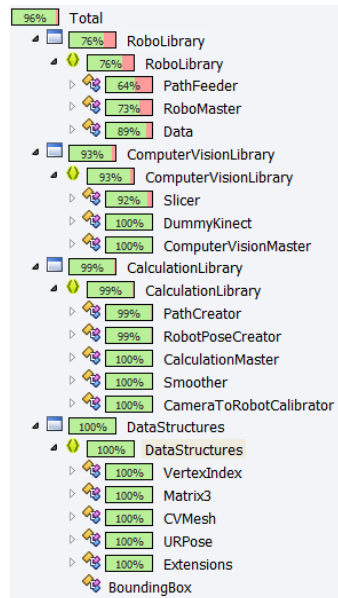 96% Total
76% RoboLibrary
76% RoboLibrary
64% PathFeeder
73% RoboMaster
89% Data
93% ComputerVisionLibrary
93% ComputerVisionLibrary
92% Slicer
100% DummyKinect
100% ComputerVisionMaster
99% CalculationLibrary
99% CalculationLibrary
99% PathCreator
99% RobotPoseCreator
100% CalculationMaster
100% Smoother
100% CameraToRobotCalibrator
100% DataStructures
100% DataStructures
100% VertexIndex
100% Matrix3
100% CVMesh
100% URPose
100% Extensions
BoundingBox